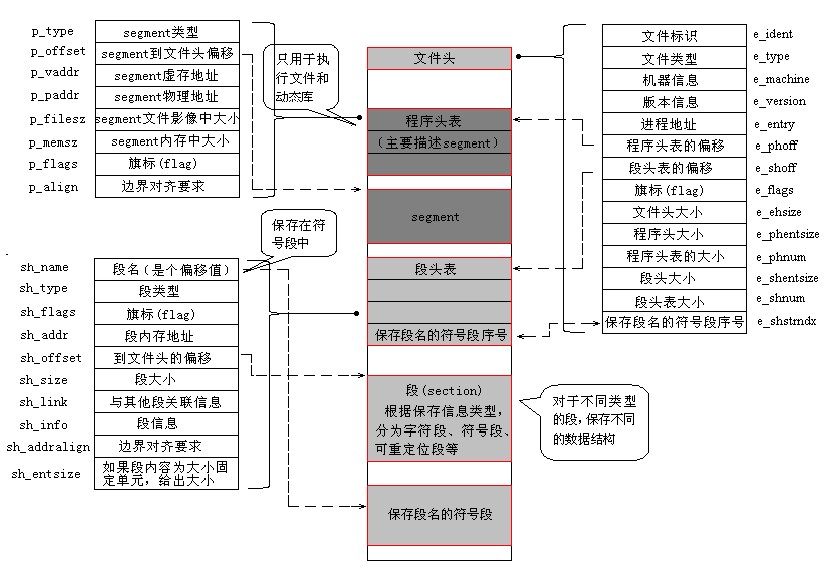 p_type segment类型
p_offset segment到文件头偏移
p_vaddr segment虚存地址
p_paddr segment物理地址
p_filesz segment文件影像中大小
p_memsz segment内存中大小
p_flags 旗标(flag)
p_align 边界对齐要求
只用于执
行文件和
动态库
保存在符
号段中
sh_name 段名(是个偏移值)
sh_type 段类型
sh_flags 旗标(flag)
sh_addr 段内存地址
sh_offset 到文件头的偏移
sh_size 段大小
sh_link 与其他段关联信息
sh_info 段信息
sh_addralign 边界对齐要求
sh_entsize 如果段内容为大小固
定单元,给出大小
文件头
程序头表
(主要描述segment)
segment
段头表
保存段名的符号段序号
段(section)
根据保存信息类型,
分为字符段、符号段、
可重定位段等
保存段名的符号段
文件标识 e_ident
文件类型 e_type
机器信息 e_machine
版本信息 e_version
进程地址 e_entry
程序头表的偏移 e_phoff
段头表的偏移 e_shoff
旗标(flag) e_flags
文件头大小 e_ehsize
程序头大小 e_phentsize
程序头表的大小 e_phnum
段头大小 e_shentsize
段头表大小 e_shnum
保存段名的符号段序号 e_shstrndx
对于不同类型
的段,保存不同
的数据结构